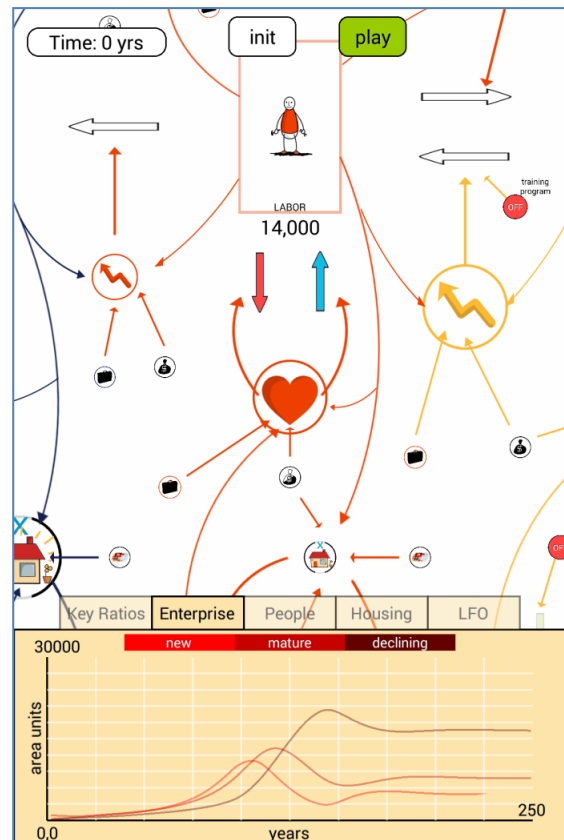 Time: 0 yrs
init
play
training
program
OFF
LABOR
14,000
OFF
Key Ratios
Enterprise
People
Housing
LFO
30000
new
mature
declining
area units
0,0
years
250